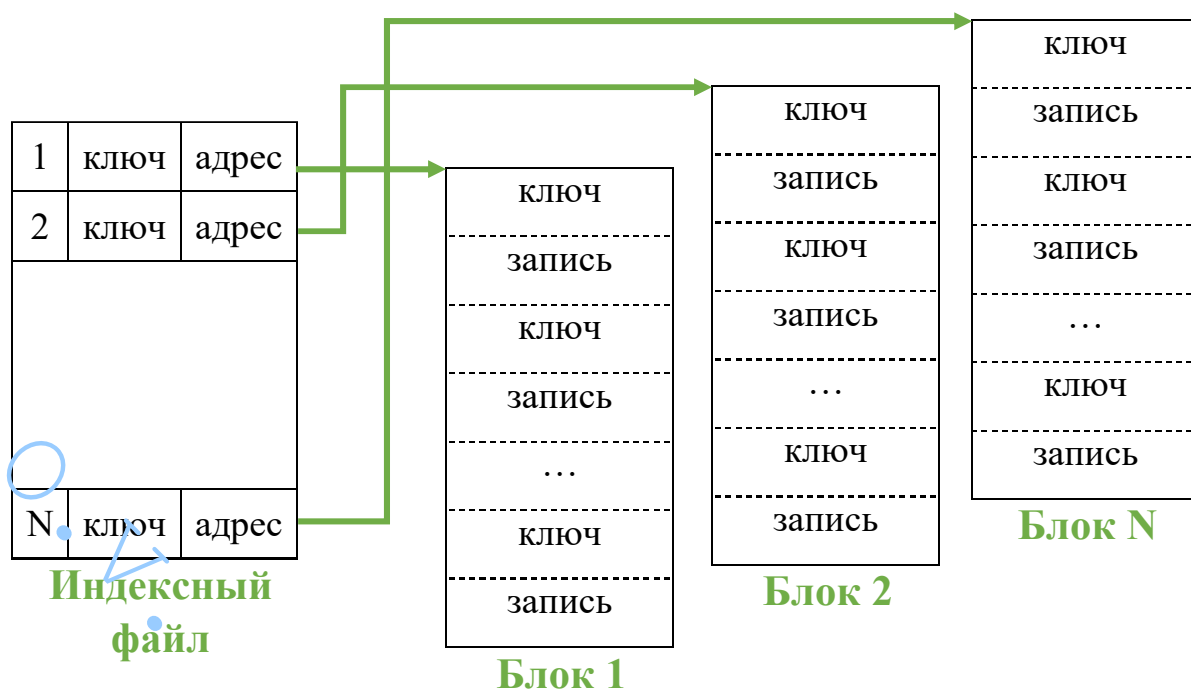 1 ключ адрес
2 ключ адрес
N ключ адрес
Индексный
файл
ключ
запись
ключ
запись
…
ключ
запись
Блок 1
ключ
запись
ключ
запись
…
ключ
запись
Блок 2
ключ
запись
ключ
запись
…
ключ
запись
Блок N